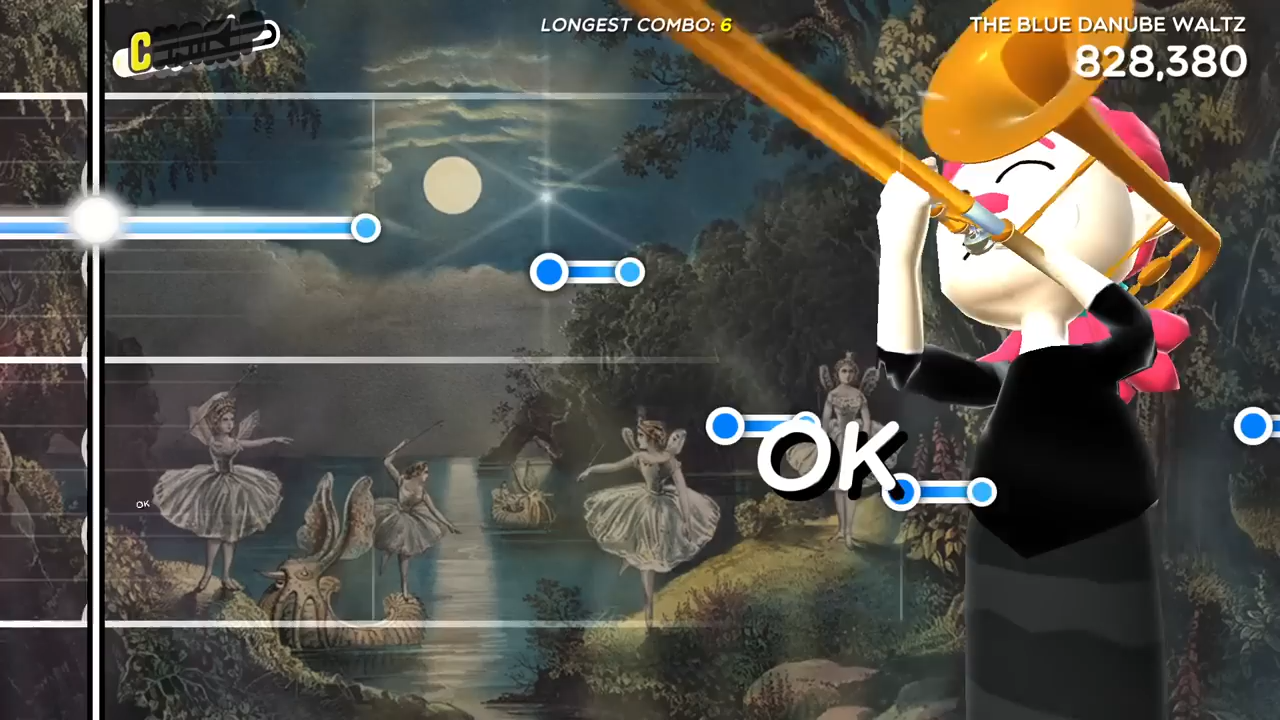 C
LONGEST COMBO: 6
THE BLUE DANUBE WALTZ
828,380
OK
OK